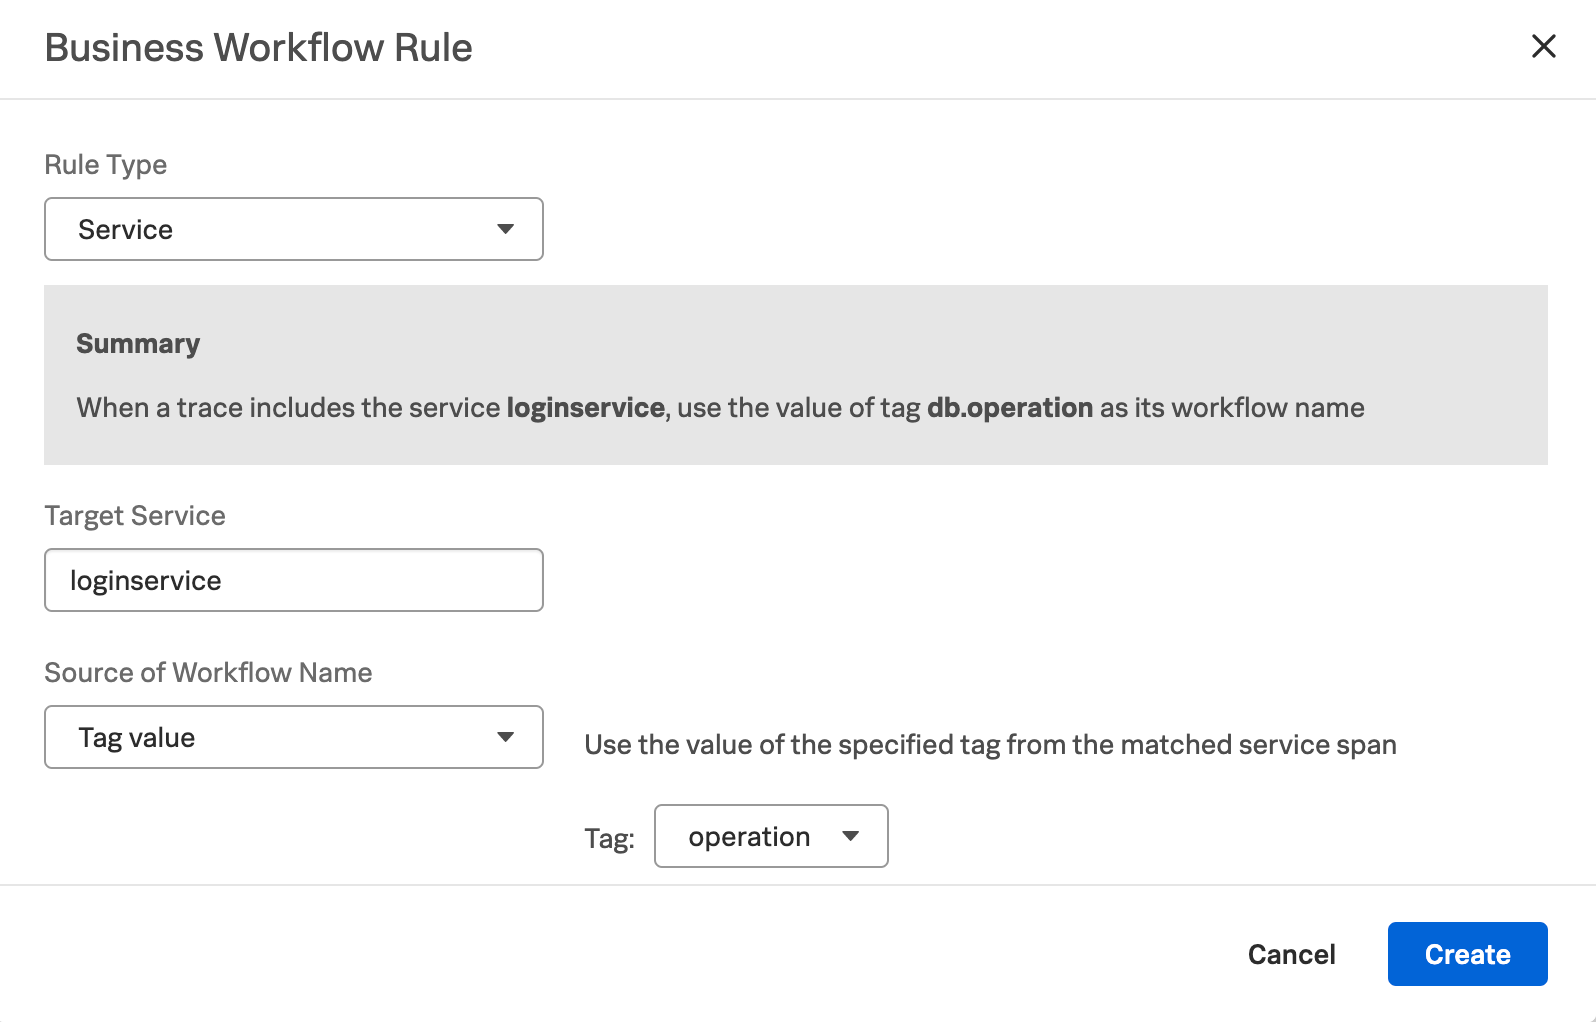 Business Workflow Rule
Rule Type
Service
Summary
When a trace includes the service loginservice, use the value of tag db.operation as its workflow name
Target Service
loginservice
Source of Workflow Name
Tag value
Use the value of the specified tag from the matched service span
Tag:
operation
Cancel
Create